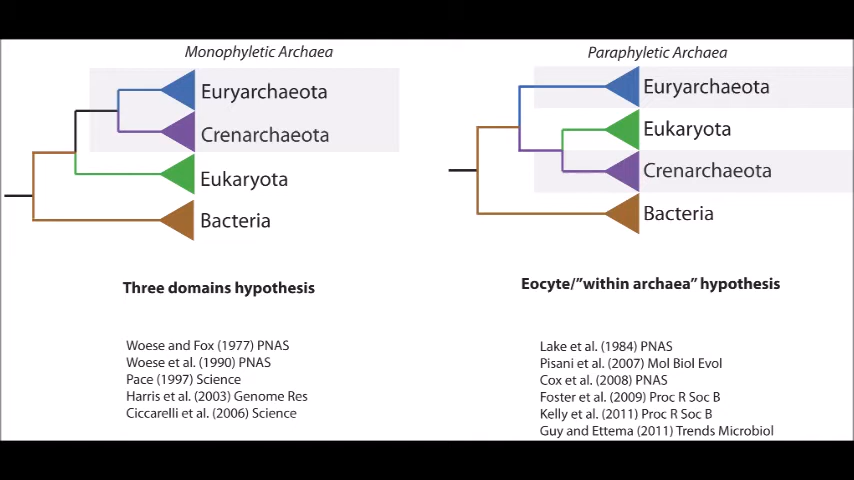 Monophyletic Archaea
Euryarchaeota
Crenarchaeota
Eukaryota
Bacteria
Three domains hypothesis
Woese and Fox (1977) PNAS
Woese et al. (1990) PNAS
Pace (1997) Science
Harris et al. (2003) Genome Res
Ciccarelli et al. (2006) Science
Paraphyletic Archaea
Euryarchaeota
Eukaryota
Crenarchaeota
Bacteria
Eocyte/”within archaea” hypothesis
Lake et al. (1984) PNAS
Pisani et al. (2007) Mol Biol Evol
Cox et al. (2008) PNAS
Foster et al. (2009) Proc R Soc B
Kelly et al. (2011) Proc R Soc B
Guy and Ettema (2011) Trends Microbiol